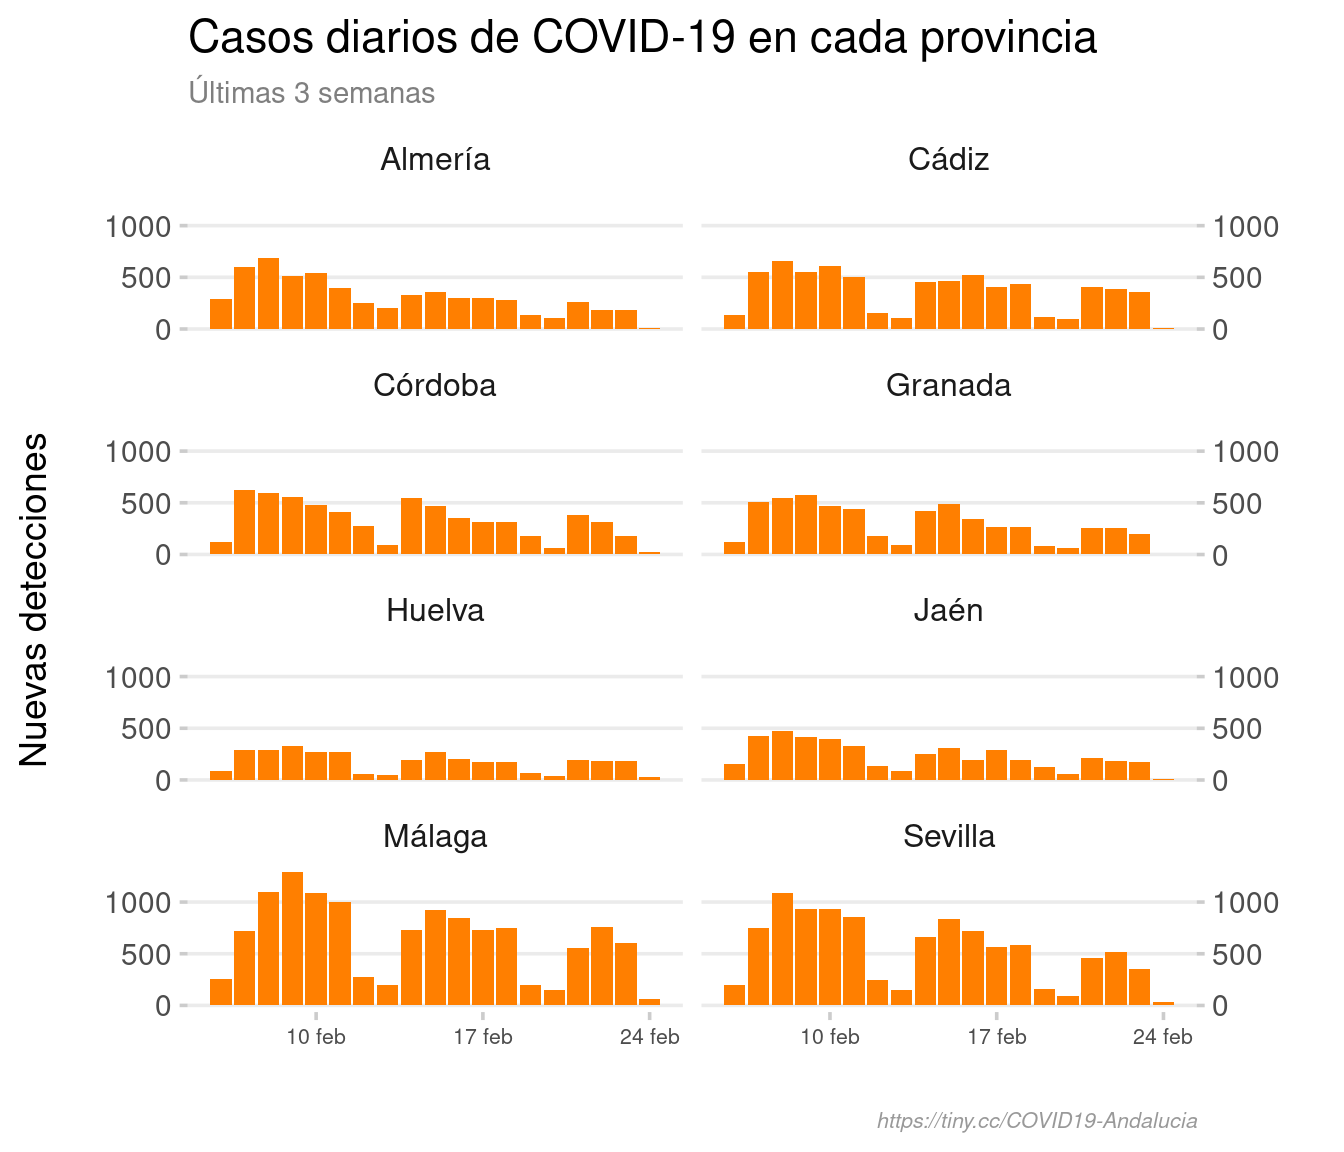 Casos diarios de COVID-19 en cada provincia
Últimas 3 semanas
Almería
Cádiz
1000
500
0
1000
500
0
Córdoba
Granada
1000
500
0
1000
500
0
Nuevas detecciones
Huelva
Jaén
1000
500
0
1000
500
0
Málaga
Sevilla
1000
500
0
1000
500
0
10 feb 17 feb 24 feb
10 feb 17 feb 24 feb
https://tiny.cc/COVID19-Andalucia